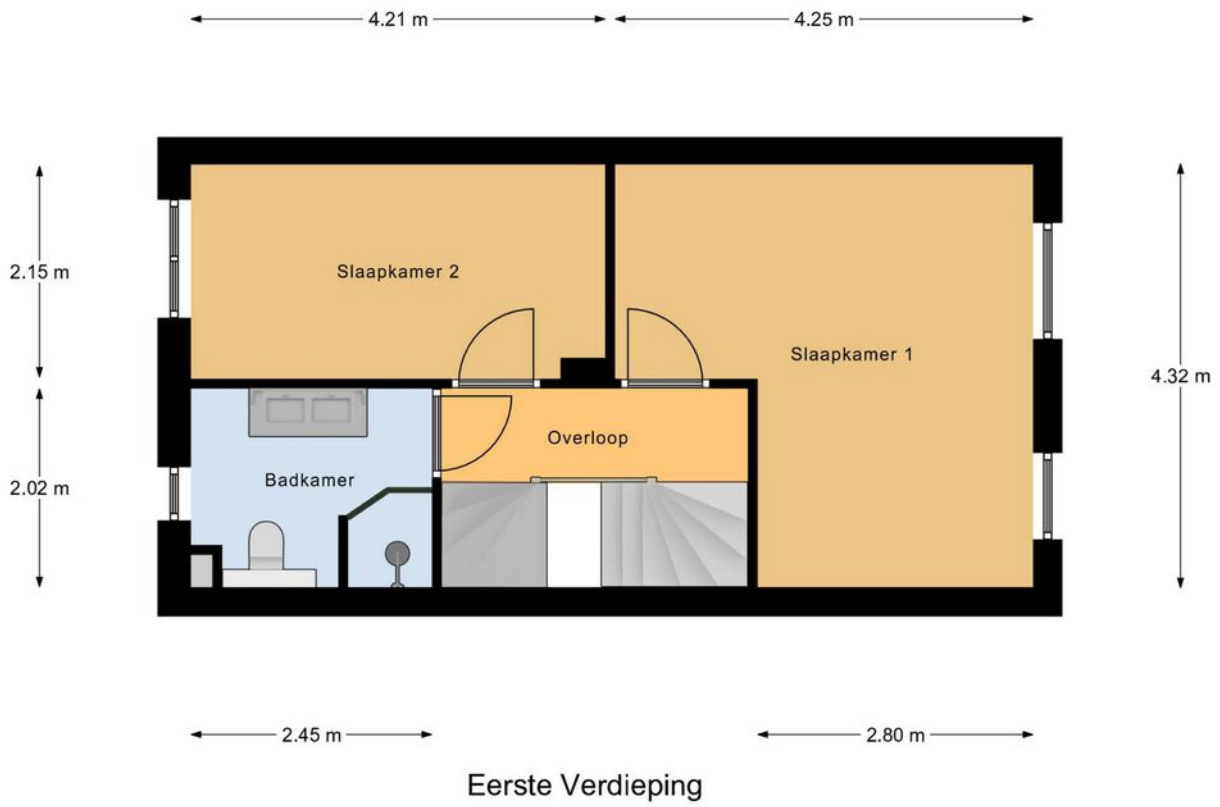 4.21 m
4.25 m
2.15 m
Slaapkamer 2
Slaapkamer 1
4.32 m
Overloop
Badkamer
2.02 m
2.45 m
2.80 m
Eerste Verdieping